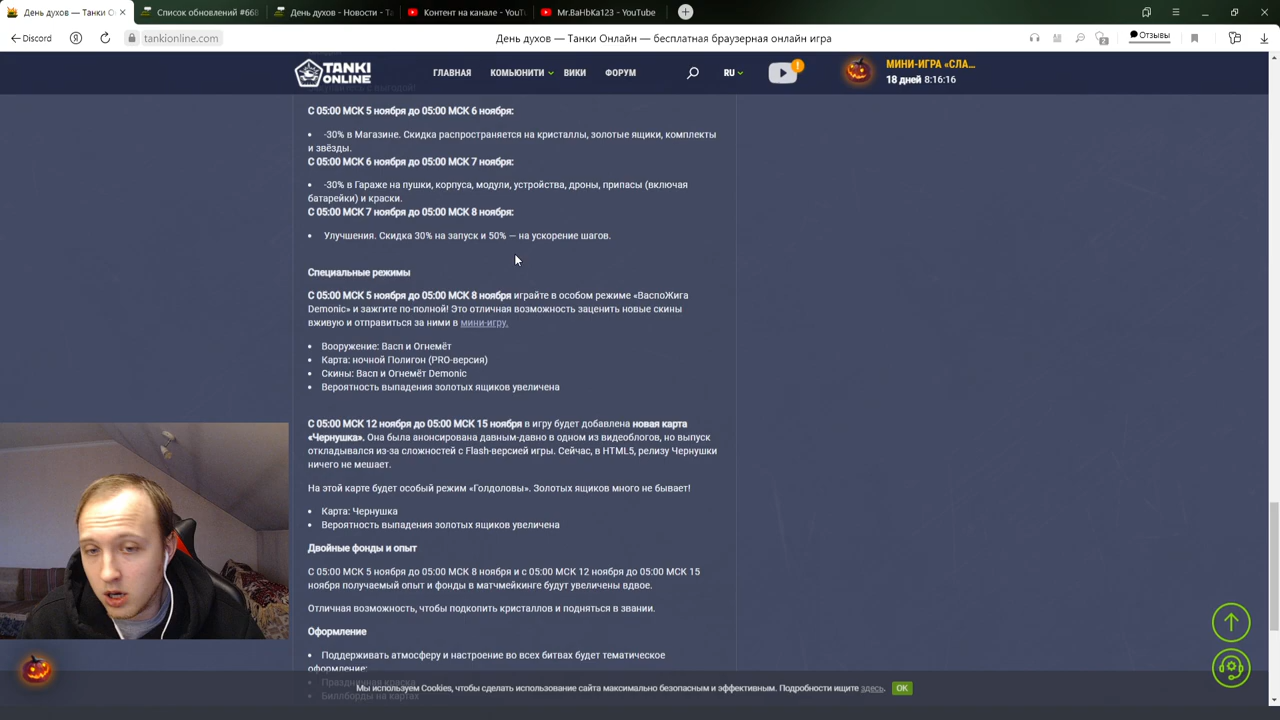 День духов — Танки О
Список обновлений #668
День духов - Новости - Та
Контент на канале - YouTu
Mr.BaHbKa123 - YouTube
Discord
tankionline.com
День духов — Танки Онлайн — бесплатная браузерная онлайн игра
2
Отзывы
TANKI ONLINE
ГЛАВНАЯ КОМЬЮНИТИ ВИКИ ФОРУМ
RU
МИНИ-ИГРА «СЛА...
18 дней 8:16:16
С 05:00 МСК 5 ноября до 05:00 МСК 6 ноября:
• -30% в Магазине. Скидка распространяется на кристаллы, золотые ящики, комплекты
и звёзды.
С 05:00 МСК 6 ноября до 05:00 МСК 7 ноября:
• -30% в Гараже на пушки, корпуса, модули, устройства, дроны, припасы (включая
батарейки) и краски.
С 05:00 МСК 7 ноября до 05:00 МСК 8 ноября:
• Улучшения. Скидка 30% на запуск и 50% — на ускорение шагов.
Специальные режимы
С 05:00 МСК 5 ноября до 05:00 МСК 8 ноября играйте в особом режиме «ВаспоЖига
Demonic» и зажгите по-полной! Это отличная возможность заценить новые скины
вживую и отправиться за ними в мини-игру.
• Вооружение: Васп и Огнемёт
• Карта: ночной Полигон (PRO-версия)
• Скины: Васп и Огнемёт Demonic
• Вероятность выпадения золотых ящиков увеличена
С 05:00 МСК 12 ноября до 05:00 МСК 15 ноября в игру будет добавлена новая карта
«Чернушка». Она была анонсирована давным-давно в одном из видеоблогов, но выпуск
откладывался из-за сложностей с Flash-версией игры. Сейчас, в HTML5, релизу Чернушки
ничего не мешает.
На этой карте будет особый режим «Голдоловы». Золотых ящиков много не бывает!
• Карта: Чернушка
• Вероятность выпадения золотых ящиков увеличена
Двойные фонды и опыт
С 05:00 МСК 5 ноября до 05:00 МСК 8 ноября и с 05:00 МСК 12 ноября до 05:00 МСК 15
ноября получаемый опыт и фонды в матчмейкинге будут увеличены вдвое.
Отличная возможность, чтобы подкопить кристаллов и подняться в звании.
Оформление
• Поддерживать атмосферу и настроение во всех битвах будет тематическое
оформление:
• Праздничная краска
• Биллборды на картах
Мы используем Cookies, чтобы сделать использование сайта максимально безопасным и эффективным. Подробности ищите здесь. OK